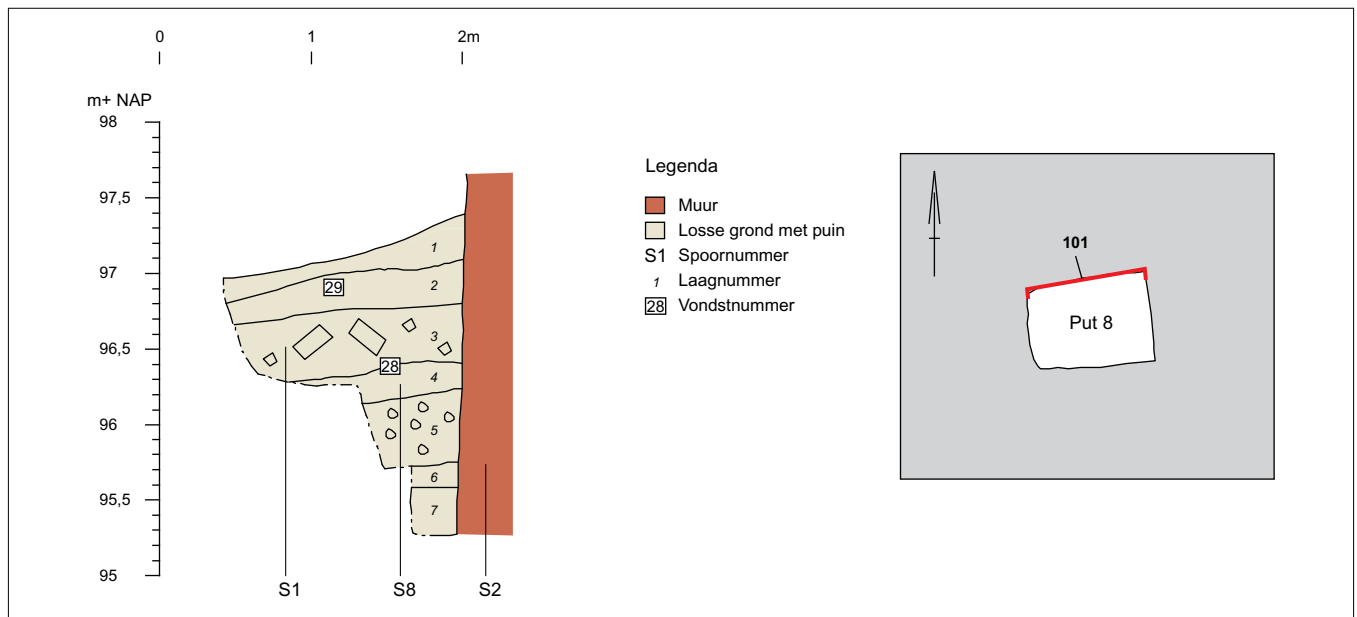 0 1 2m
m+ NAP
98
97,5
97
96,5
96
95,5
95
1
2
29
3
28
4
5
6
7
S1 S8 S2
Legenda
Muur
Losse grond met puin
S1 Spoornummer
1 Laagnummer
28 Vondstnummer
101
Put 8